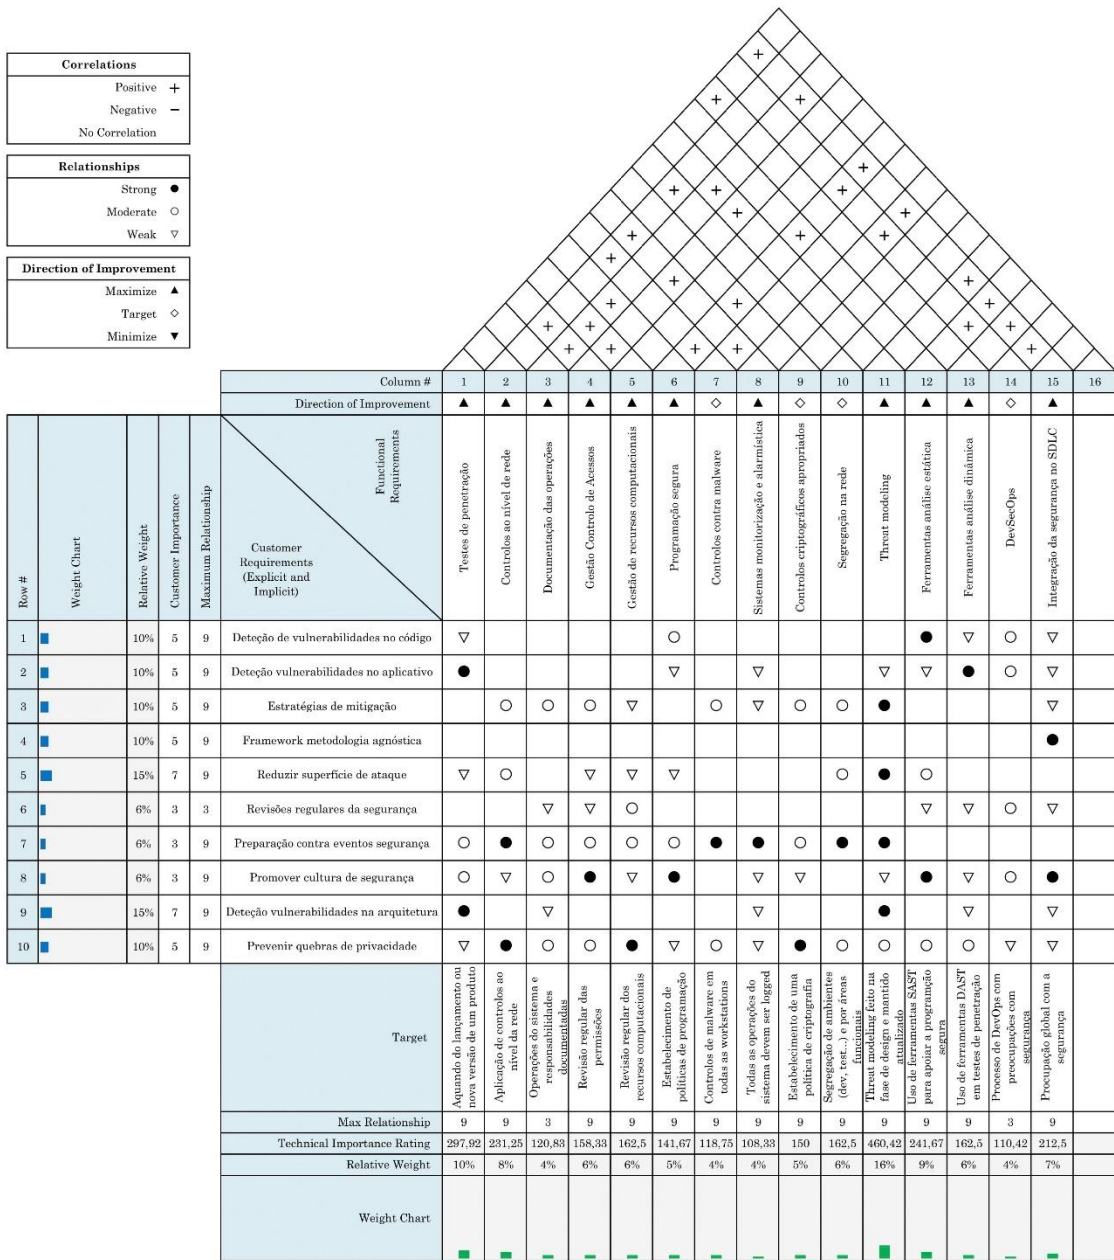 Correlations
Positive +
Negative −
No Correlation
Relationships
Strong ●
Moderate ○
Weak ▽
Direction of Improvement
Maximize ▲
Target ◇
Minimize ▼
Column # 1 2 3 4 5 6 7 8 9 10 11 12 13 14 15 16
Direction of Improvement ▲ ▲ ▲ ▲ ▲ ▲ ◇ ▲ ◇ ◇ ▲ ▲ ▲ ◇ ▲
Row #
Weight Chart
Relative Weight
Customer Importance
Maximum Relationship
Customer
Requirements
(Explicit and
Implicit)
Functional
Requirements
Testes de penetração
Controlos ao nível de rede
Documentação das operações
Gestão Controlo de Acessos
Gestão de recursos computacionais
Programação segura
Controlos contra malware
Sistemas monitorização e alarmística
Controlos criptográficos apropriados
Segregação na rede
Threat modeling
Ferramentas análise estática
Ferramentas análise dinâmica
DevSecOps
Integração da segurança no SDLC
1 10% 5 9 Deteção de vulnerabilidades no código ▽ ○ ● ▽ ○ ▽
2 10% 5 9 Deteção vulnerabilidades no aplicativo ● ▽ ▽ ▽ ▽ ● ○ ▽
3 10% 5 9 Estratégias de mitigação ○ ○ ○ ▽ ○ ▽ ○ ○ ● ▽
4 10% 5 9 Framework metodologia agnóstica ●
5 15% 7 9 Reduzir superfície de ataque ▽ ○ ▽ ▽ ▽ ○ ● ○
6 6% 3 3 Revisões regulares da segurança ▽ ▽ ○ ▽ ▽ ○ ▽
7 6% 3 9 Preparação contra eventos segurança ○ ● ○ ○ ○ ○ ● ● ○ ● ●
8 6% 3 9 Promover cultura de segurança ○ ▽ ○ ● ▽ ● ▽ ▽ ▽ ● ▽ ○ ●
9 15% 7 9 Deteção vulnerabilidades na arquitetura ● ▽ ▽ ● ▽ ▽
10 10% 5 9 Prevenir quebras de privacidade ▽ ● ○ ○ ● ▽ ○ ▽ ● ○ ○ ○ ○ ▽ ▽
Target
Aquando do lançamento ou
nova versão de um produto
Aplicação de controlos ao
nível da rede
Operações do sistema e
responsabilidades
documentadas
Revisão regular das
permissões
Revisão regular dos
recursos computacionais
Estabelecimento de
políticas de programação
Controlos de malware em
todas as workstations
Todas as operações do
sistema devem ser logged
Estabelecimento de uma
política de criptografia
Segregação de ambientes
(dev, test...) e por áreas
funcionais
Threat modeling feito na
fase de design e mantido
atualizado
Uso de ferramentas SAST
para apoiar a programção
segura
Uso de ferramentas DAST
em testes de penetração
Processo de DevOps com
preocupações com
segurança
Procupação global com a
segurança
Max Relationship 9 9 3 9 9 9 9 9 9 9 9 9 9 3 9
Technical Importance Rating 297,92 231,25 120,83 158,33 162,5 141,67 118,75 108,33 150 162,5 460,42 241,67 162,5 110,42 212,5
Relative Weight 10% 8% 4% 6% 6% 5% 4% 4% 5% 6% 16% 9% 6% 4% 7%
Weight Chart